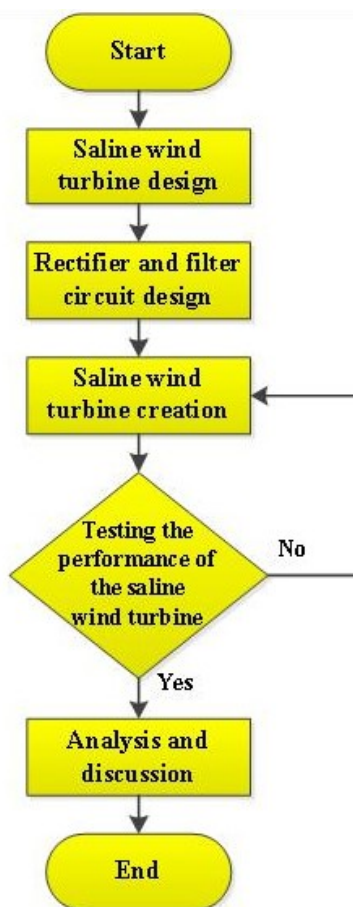 Start
Saline wind
turbine design
Rectifier and filter
circuit design
Saline wind
turbine creation
Testing the
performance of
the saline
wind turbine
No
Yes
Analysis and
discussion
End